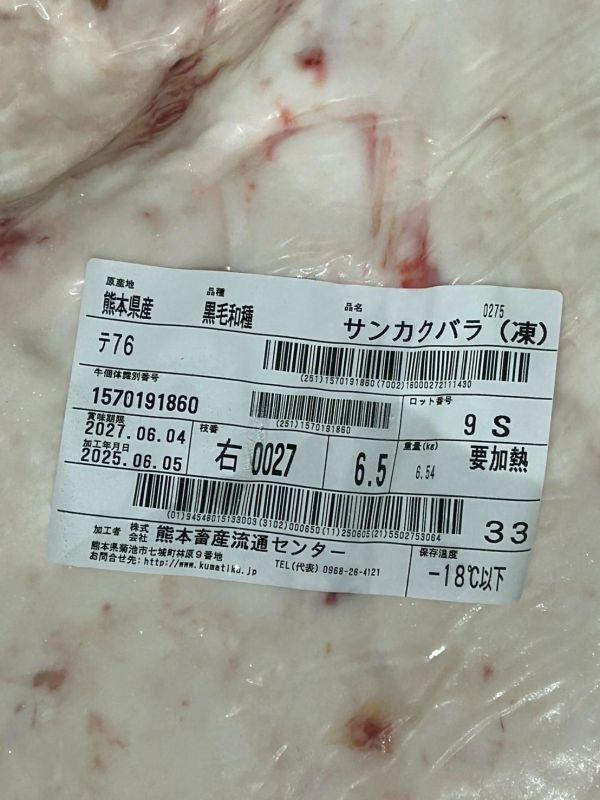 原産地
熊本県産
品種
黒毛和種
品名
0275
サンカクバラ(凍)
テ76
(251)1570191860(7002)16000272111430
牛個体識別番号
1570191860
(251)1570191860
ロット番号
9 S
賞味期限
2027.06.04
加工年月日
2025.06.05
枝番
右 0027
6.5
重量(kg)
6.54
要加熱
(01)94548015133003(3102)000650(11)250605(21)5502753064
33
加工者 株式会社 熊本畜産流通センター
熊本県菊池市七城町林原9番地
お問合せ先:http://www.kumatiku.jp
TEL(代表) 0968-26-4121
保存温度
-18℃以下